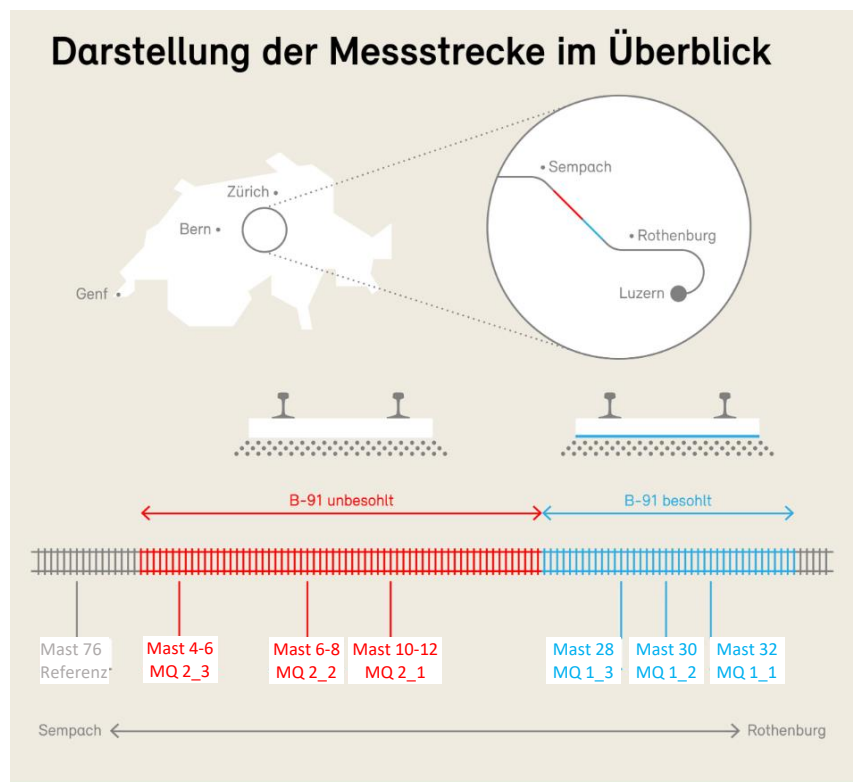 Darstellung der Messstrecke im Überblick
Zürich
Bern
Genf
Sempach
Rothenburg
Luzern
B-91 unbesohlt
B-91 besohlt
Mast 76
Referenz
Mast 4-6
MQ 2_3
Mast 6-8
MQ 2_2
Mast 10-12
MQ 2_1
Mast 28
MQ 1_3
Mast 30
MQ 1_2
Mast 32
MQ 1_1
Sempach
Rothenburg